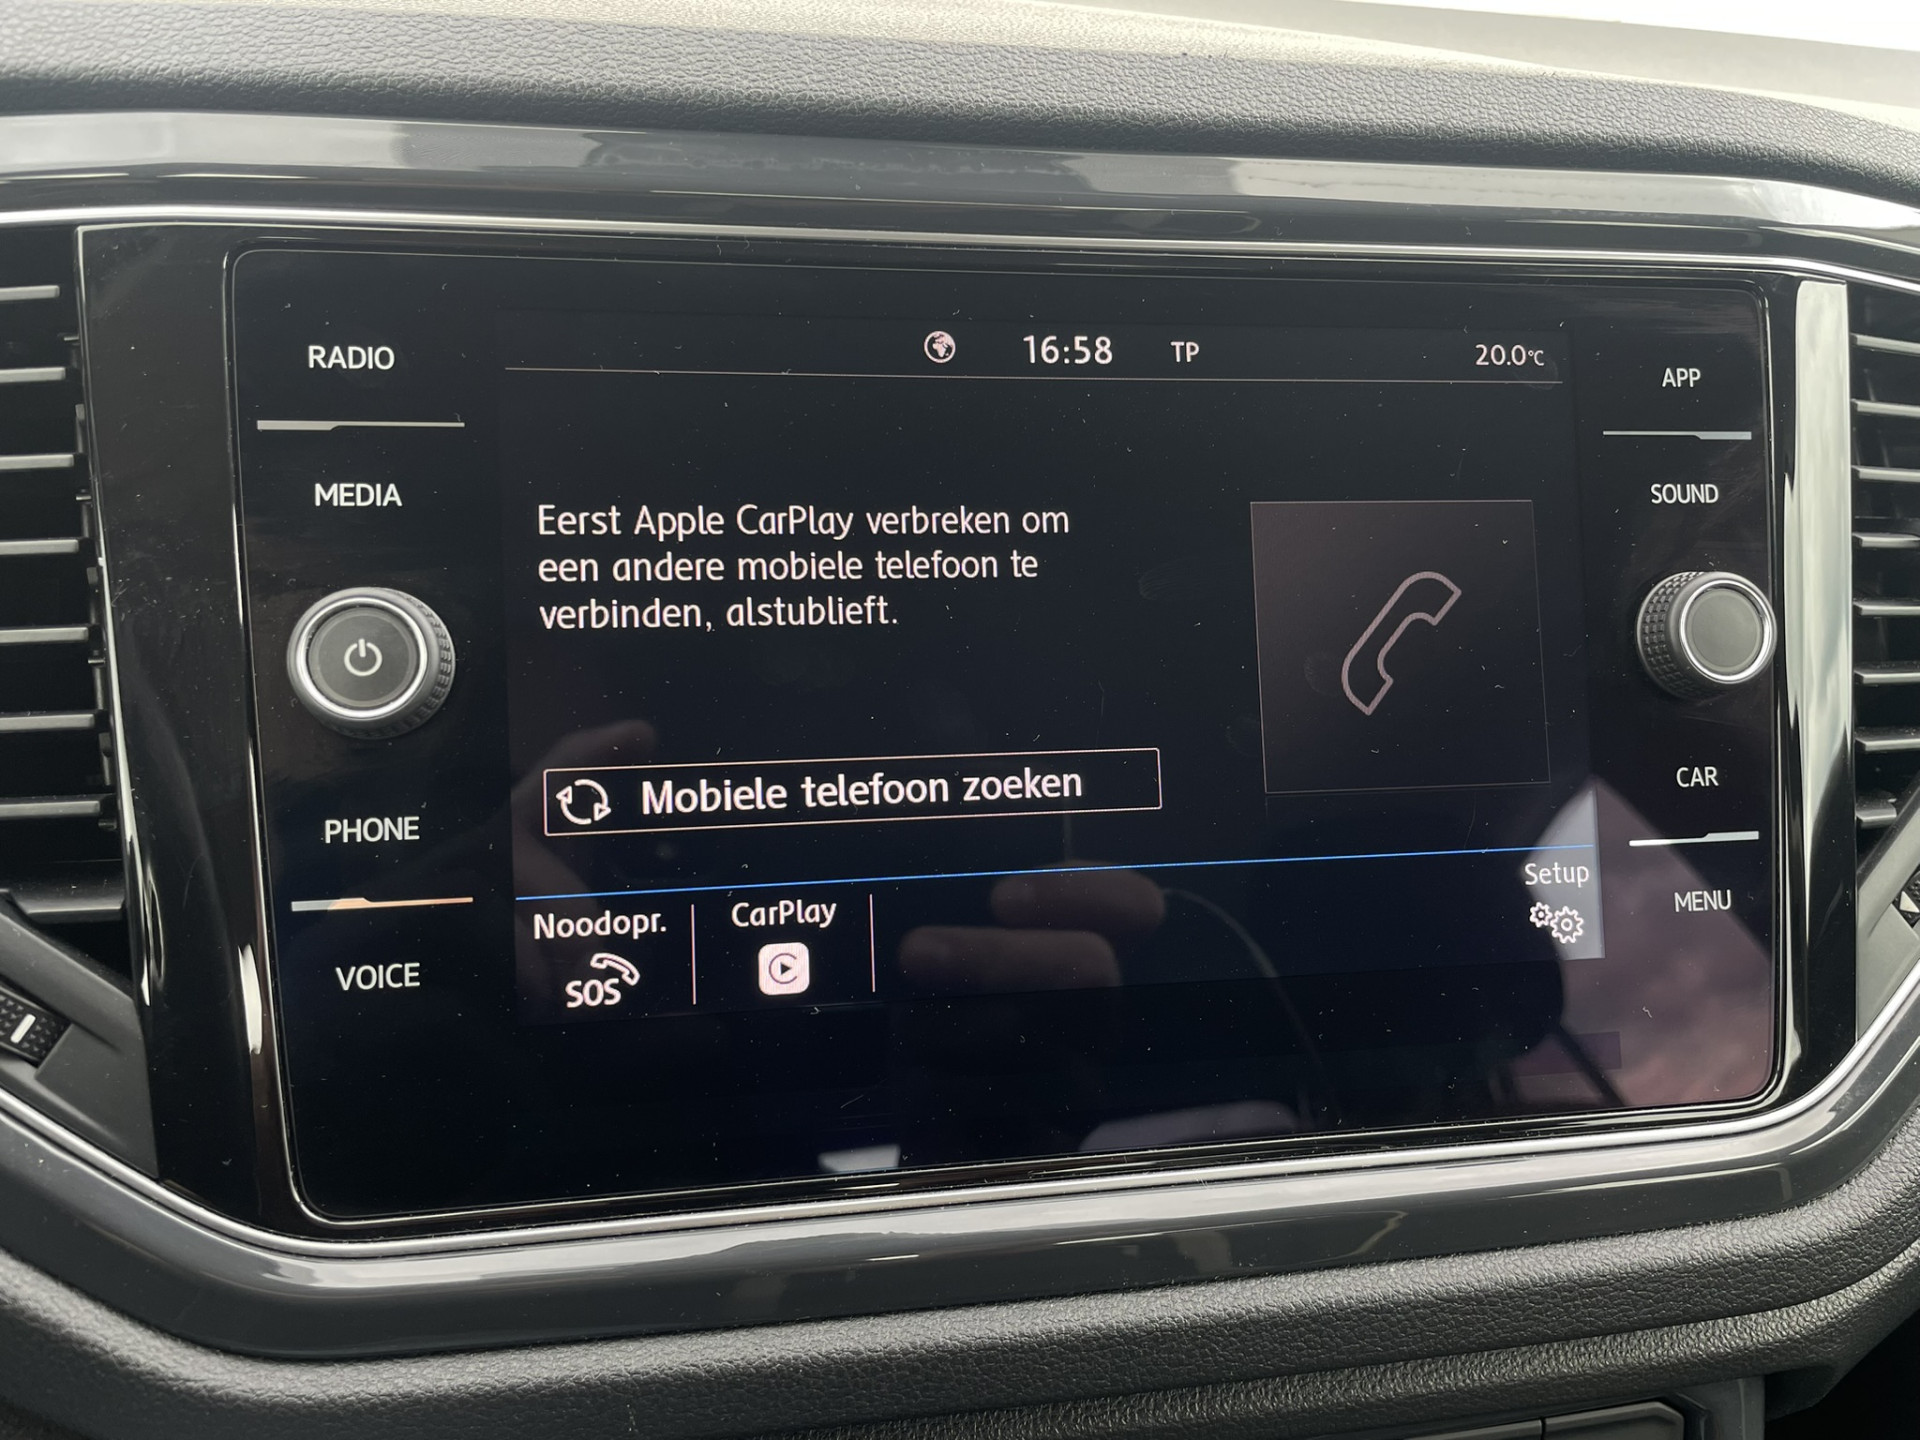 RADIO
MEDIA
PHONE
VOICE
16:58 TP 20.0°C
Eerst Apple CarPlay verbreken om
een andere mobiele telefoon te
verbinden, alstublieft.
Mobiele telefoon zoeken
Noodopr.
SOS
CarPlay
Setup
APP
SOUND
CAR
MENU